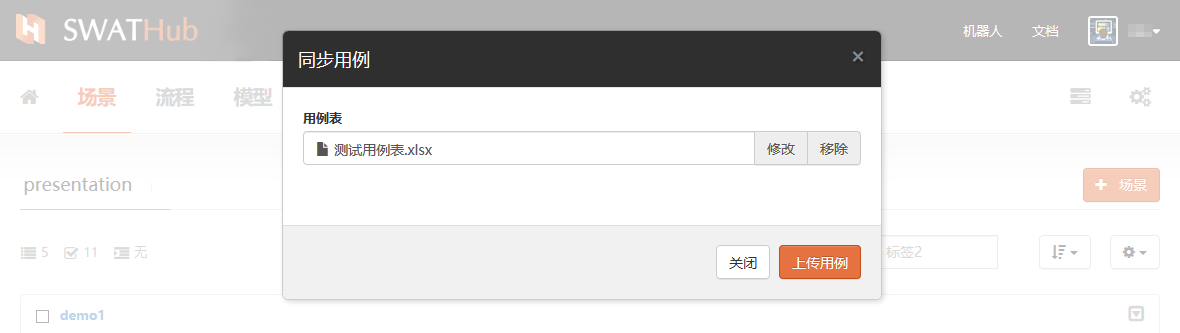 SWATHub
机器人 文档
同步用例 ×
场景 流程 模型
用例表
测试用例表.xlsx 修改 移除
presentation
+ 场景
5 11 无
标签2
关闭 上传用例
demo1